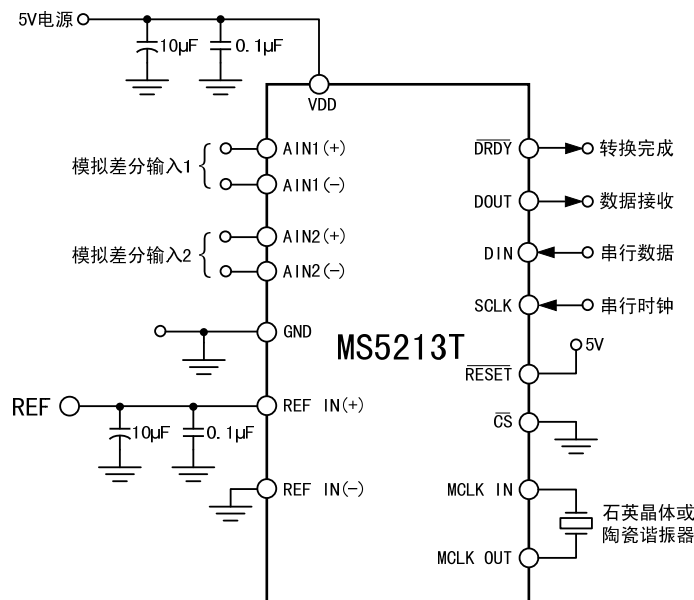 5V电源
10μF
0.1μF
VDD
模拟差分输入1
AIN1(+)
AIN1(−)
模拟差分输入2
AIN2(+)
AIN2(−)
GND
MS5213T
REF
10μF
0.1μF
REF IN(+)
REF IN(−)
DRDY
转换完成
DOUT
数据接收
DIN
串行数据
SCLK
串行时钟
5V
RESET
CS
MCLK IN
石英晶体或
陶瓷谐振器
MCLK OUT